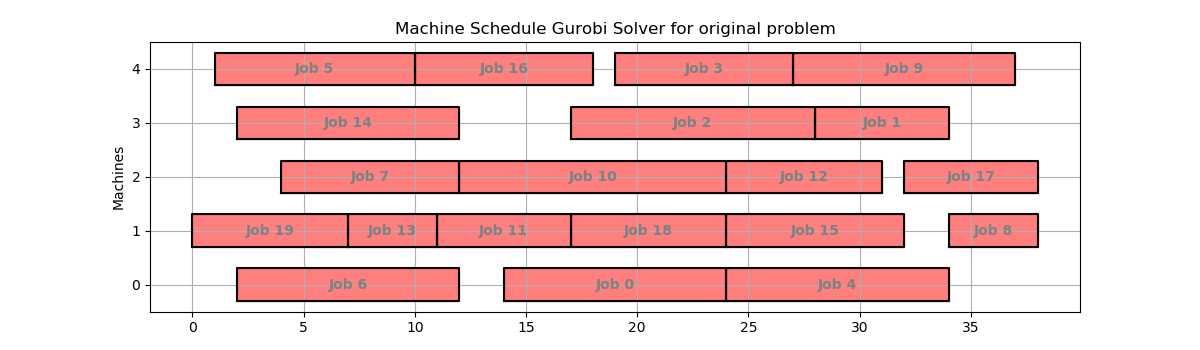 Machine Schedule Gurobi Solver for original problem
Machines
4
Job 5 Job 16 Job 3 Job 9
3
Job 14 Job 2 Job 1
2
Job 7 Job 10 Job 12 Job 17
1
Job 19 Job 13 Job 11 Job 18 Job 15 Job 8
0
Job 6 Job 0 Job 4
0 5 10 15 20 25 30 35